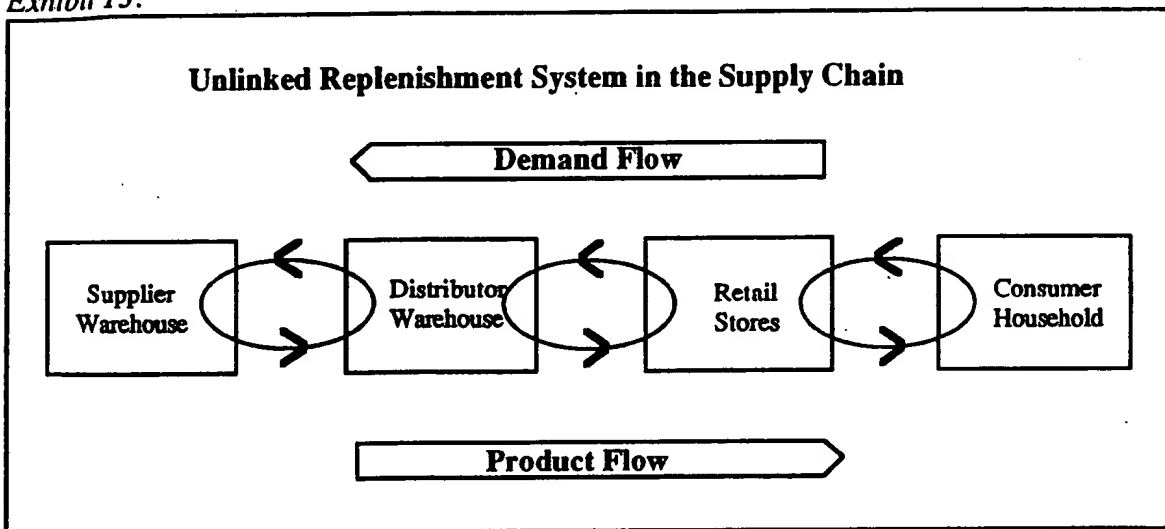 Exhibit 13:
Unlinked Replenishment System in the Supply Chain
Demand Flow
Supplier
Warehouse
Distributor
Warehouse
Retail
Stores
Consumer
Household
Product Flow